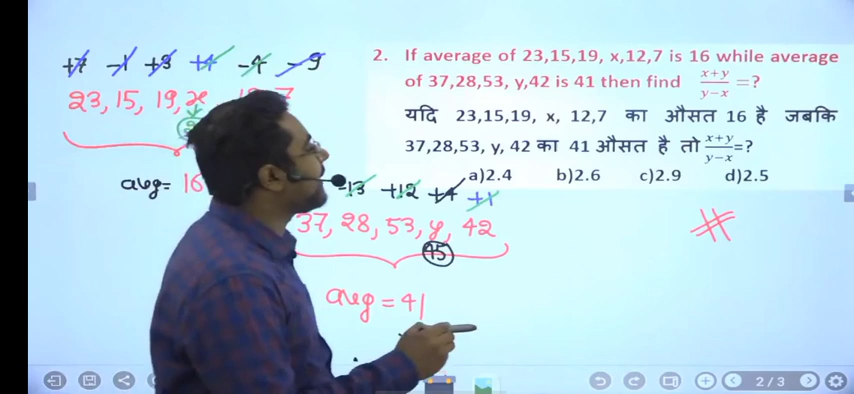 +7 -1 +3 +4 -4 -9
23, 15, 19, x
avg = 16
2. If average of 23,15,19, x,12,7 is 16 while average
of 37,28,53, y,42 is 41 then find x+y/y−x =?
यदि 23,15,19, x, 12,7 का औसत 16 है जबकि
37,28,53, y, 42 का 41 औसत है तो x+y/y−x=?
a)2.4 b)2.6 c)2.9 d)2.5
-13 +12 +4 +1
37, 28, 53, y, 42
45
avg = 41
2 / 3